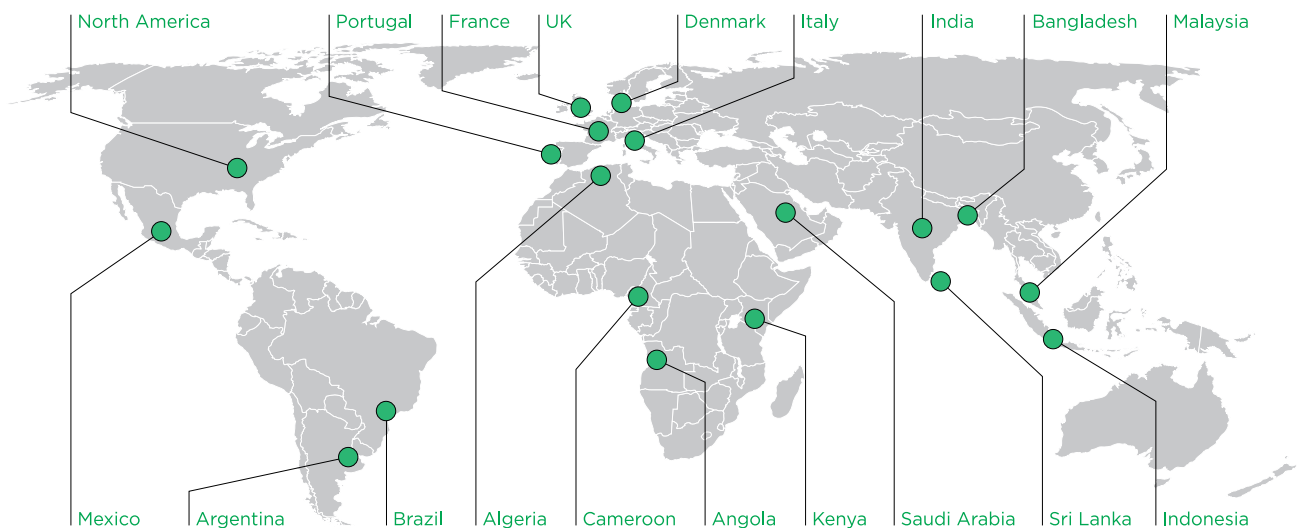 North America
Portugal
France
UK
Denmark
Italy
India
Bangladesh
Malaysia
Mexico
Argentina
Brazil
Algeria
Cameroon
Angola
Kenya
Saudi Arabia
Sri Lanka
Indonesia